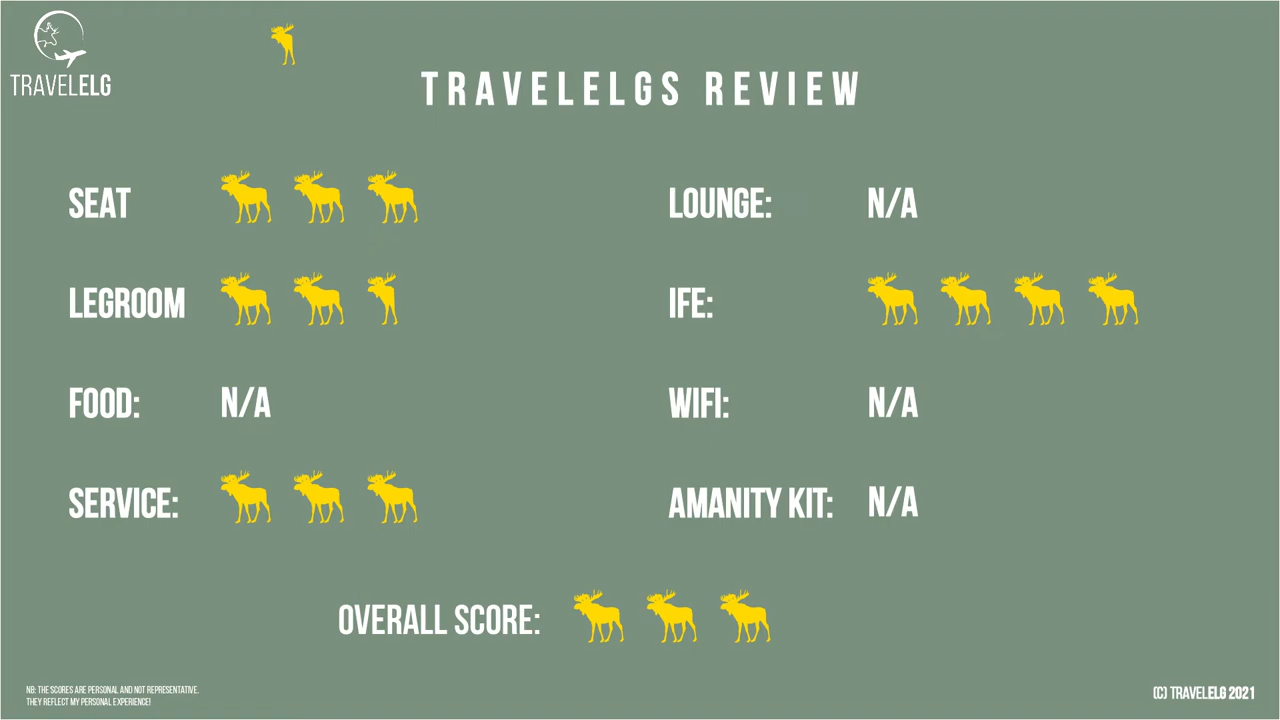 TRAVELELG
TRAVELELGS REVIEW
SEAT
LEGROOM
FOOD: N/A
SERVICE:
LOUNGE: N/A
IFE:
WIFI: N/A
AMANITY KIT: N/A
OVERALL SCORE:
NB: THE SCORES ARE PERSONAL AND NOT REPRESENTATIVE.
THEY REFLECT MY PERSONAL EXPERIENCE!
(C) TRAVELELG 2021